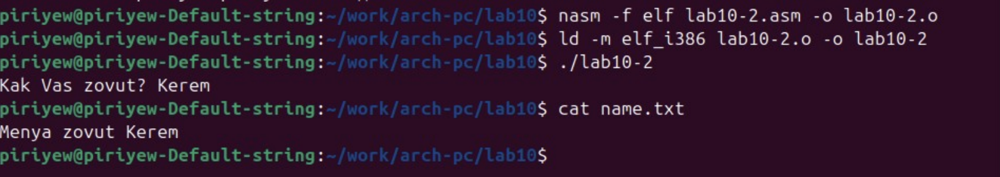 piriyew@piriyew-Default-string:~/work/arch-pc/lab10$ nasm -f elf lab10-2.asm -o lab10-2.o
piriyew@piriyew-Default-string:~/work/arch-pc/lab10$ ld -m elf_i386 lab10-2.o -o lab10-2
piriyew@piriyew-Default-string:~/work/arch-pc/lab10$ ./lab10-2
Kak Vas zovut? Kerem
piriyew@piriyew-Default-string:~/work/arch-pc/lab10$ cat name.txt
Menya zovut Kerem
piriyew@piriyew-Default-string:~/work/arch-pc/lab10$